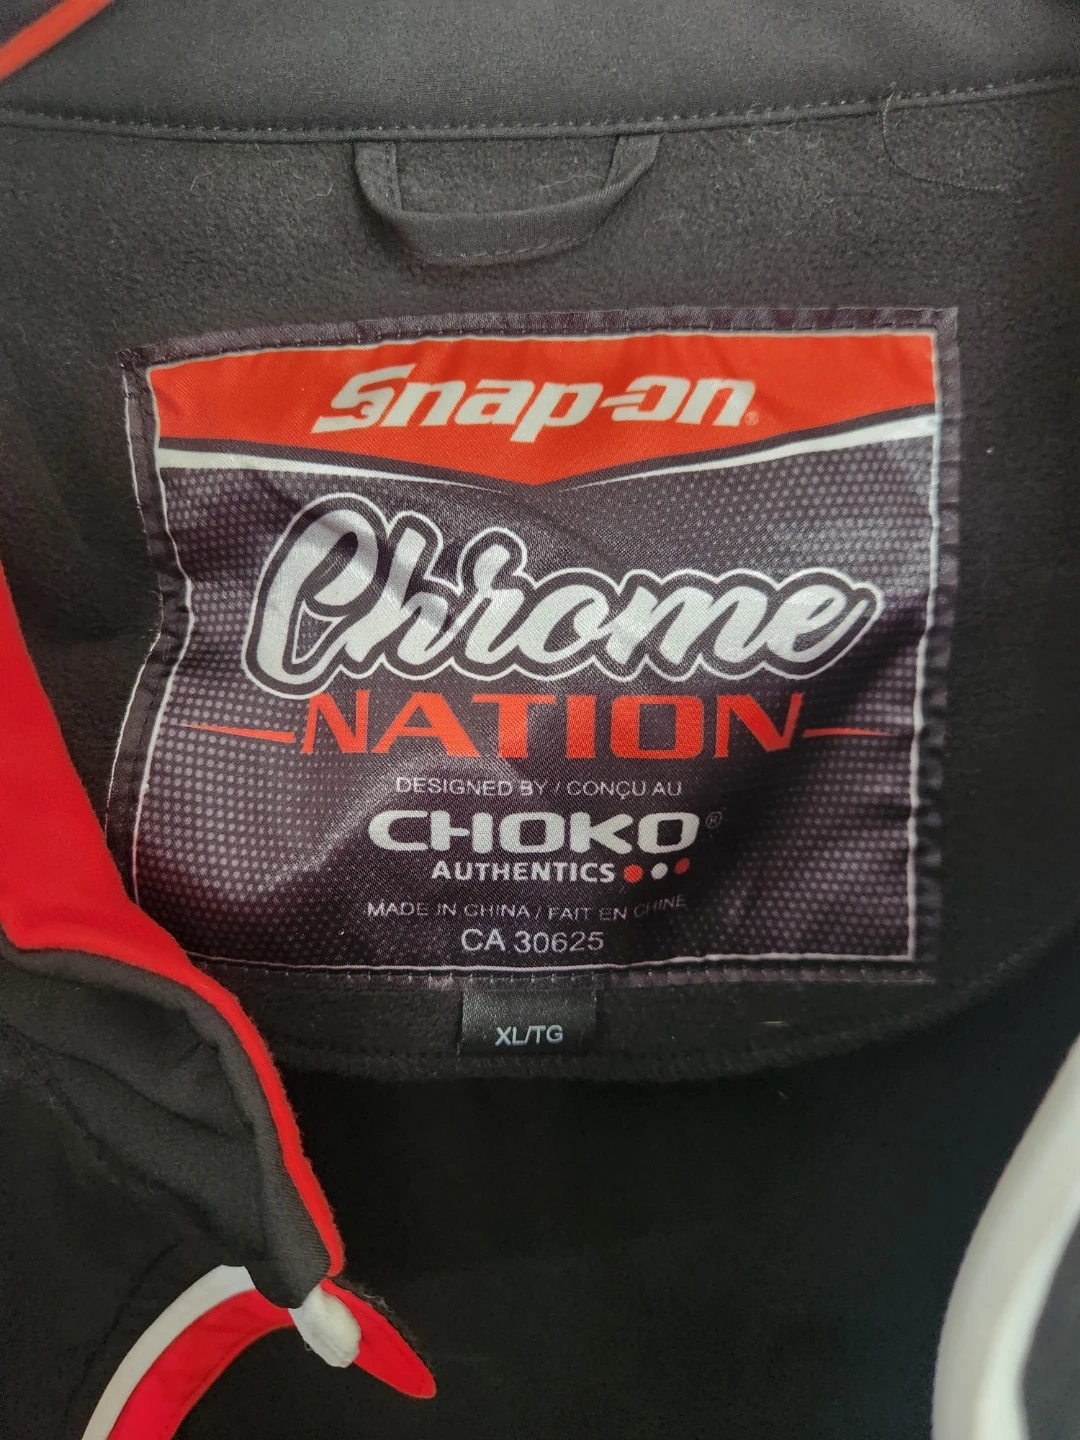 Snap-on®
Chrome
NATION
DESIGNED BY / CONÇU AU
CHOKO®
AUTHENTICS
MADE IN CHINA / FAIT EN CHINE
CA 30625
XL/TG